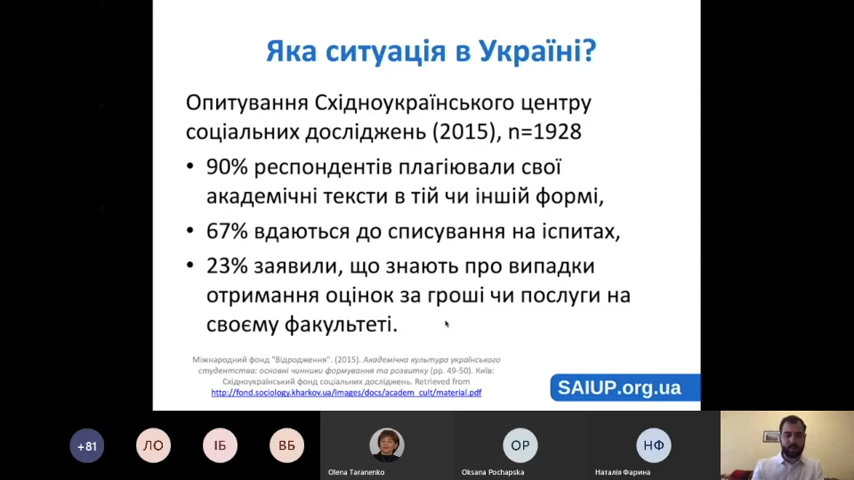 Яка ситуація в Україні?
Опитування Східноукраїнського центру
соціальних досліджень (2015), n=1928
• 90% респондентів плагіювали свої
академічні тексти в тій чи іншій формі,
• 67% вдаються до списування на іспитах,
• 23% заявили, що знають про випадки
отримання оцінок за гроші чи послуги на
своєму факультеті.
Міжнародний фонд "Відродження". (2015). Академічна культура українського
студентства: основні чинники формування та розвитку (pp. 49-50). Київ:
Східноукраїнський фонд соціальних досліджень. Retrieved from
http://fond.sociology.kharkov.ua/images/docs/academ_cult/material.pdf
SAIUP.org.ua
+81
ЛО
ІБ
ВБ
ОР
НФ
Olena Taranenko
Oksana Pochapska
Наталія Фарина